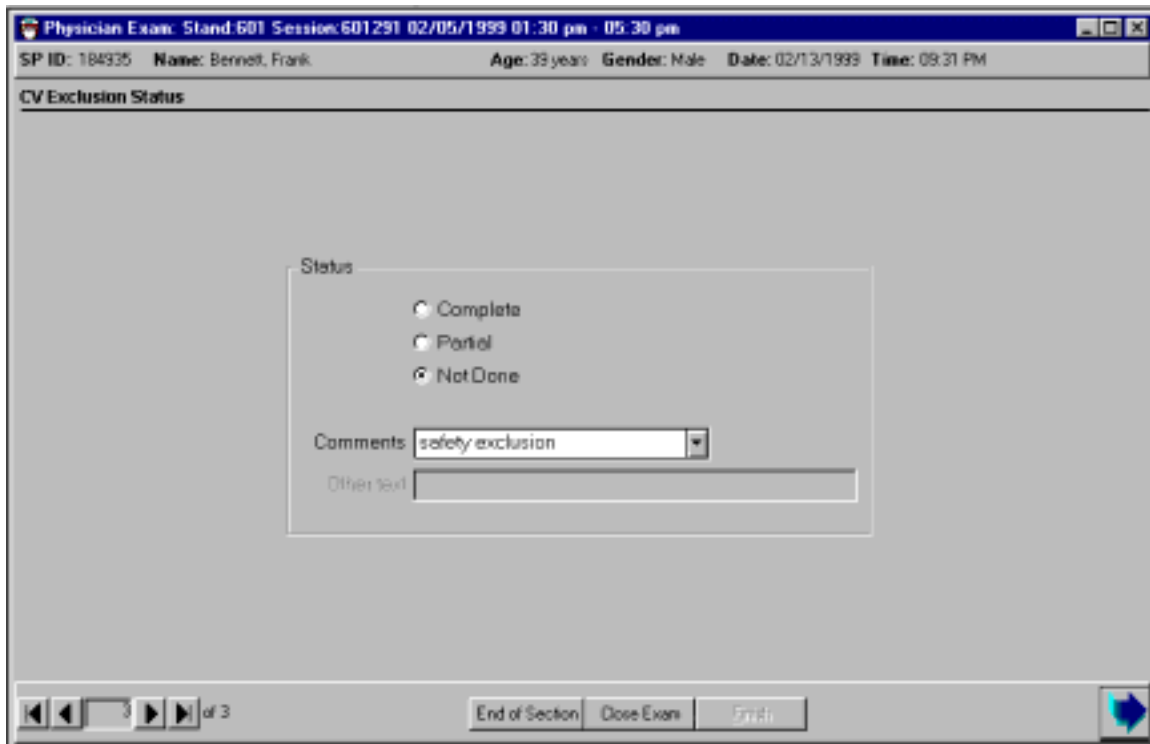 Physician Exam: Stand:601 Session:601291 02/05/1999 01:30 pm - 05:30 pm
SP ID: 184935 Name: Bennett, Frank Age: 39 years Gender: Male Date: 02/13/1999 Time: 09:31 PM
CV Exclusion Status
Status
Complete
Partial
Not Done
Comments safety exclusion
Other text
3 of 3
End of Section Close Exam Finish